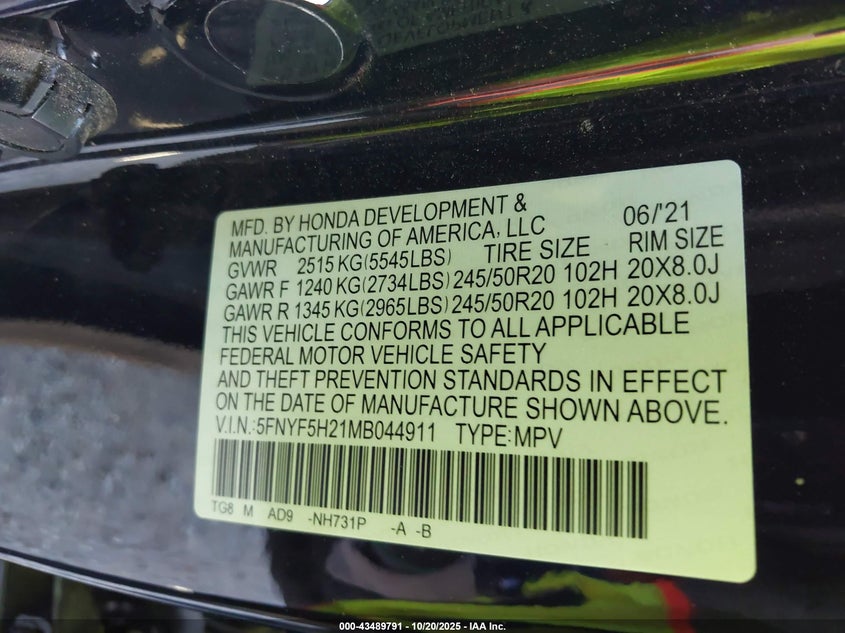 MFD. BY HONDA DEVELOPMENT & 06/'21
MANUFACTURING OF AMERICA, LLC
GVWR 2515 KG(5545LBS) TIRE SIZE RIM SIZE
GAWR F 1240 KG(2734LBS) 245/50R20 102H 20X8.0J
GAWR R 1345 KG(2965LBS) 245/50R20 102H 20X8.0J
THIS VEHICLE CONFORMS TO ALL APPLICABLE
FEDERAL MOTOR VEHICLE SAFETY
AND THEFT PREVENTION STANDARDS IN EFFECT
ON THE DATE OF MANUFACTURE SHOWN ABOVE.
V.I.N.:5FNYF5H21MB044911 TYPE:MPV
TG8 M AD9 -NH731P -A -B
000-43489791 - 10/20/2025 - IAA Inc.